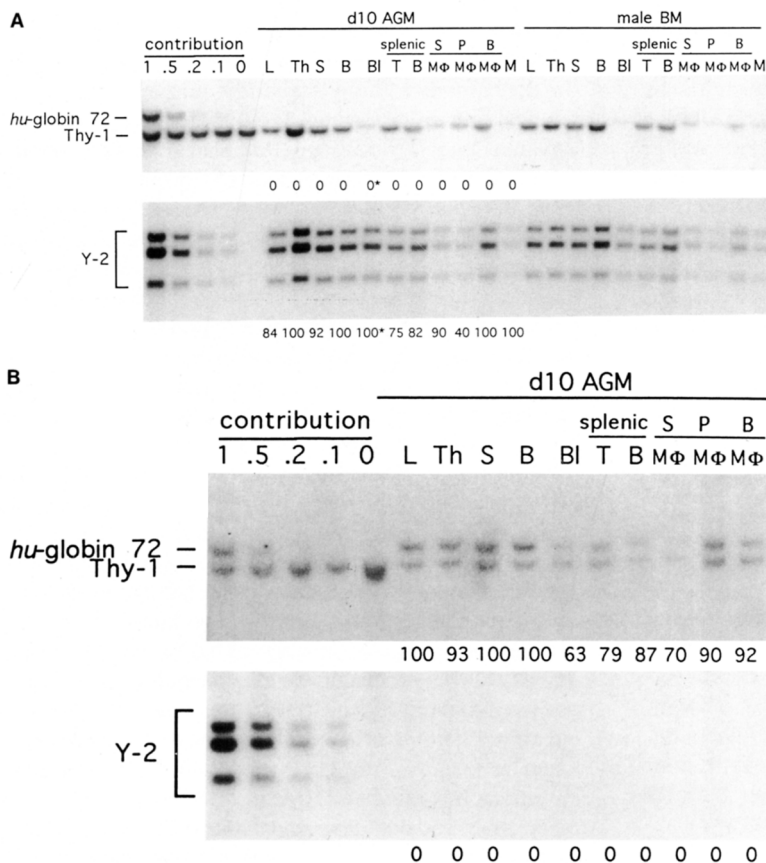 A
d10 AGM male BM
contribution splenic S P B splenic S P B
1 .5 .2 .1 0 L Th S B Bl T B MΦ MΦ MΦ M L Th S B Bl T B MΦ MΦ MΦ M
hu-globin 72
Thy-1
0 0 0 0 0* 0 0 0 0 0 0
Y-2
84 100 92 100 100* 75 82 90 40 100 100
B
d10 AGM
contribution splenic S P B
1 .5 .2 .1 0 L Th S B Bl T B MΦ MΦ MΦ
hu-globin 72
Thy-1
100 93 100 100 63 79 87 70 90 92
Y-2
0 0 0 0 0 0 0 0 0 0